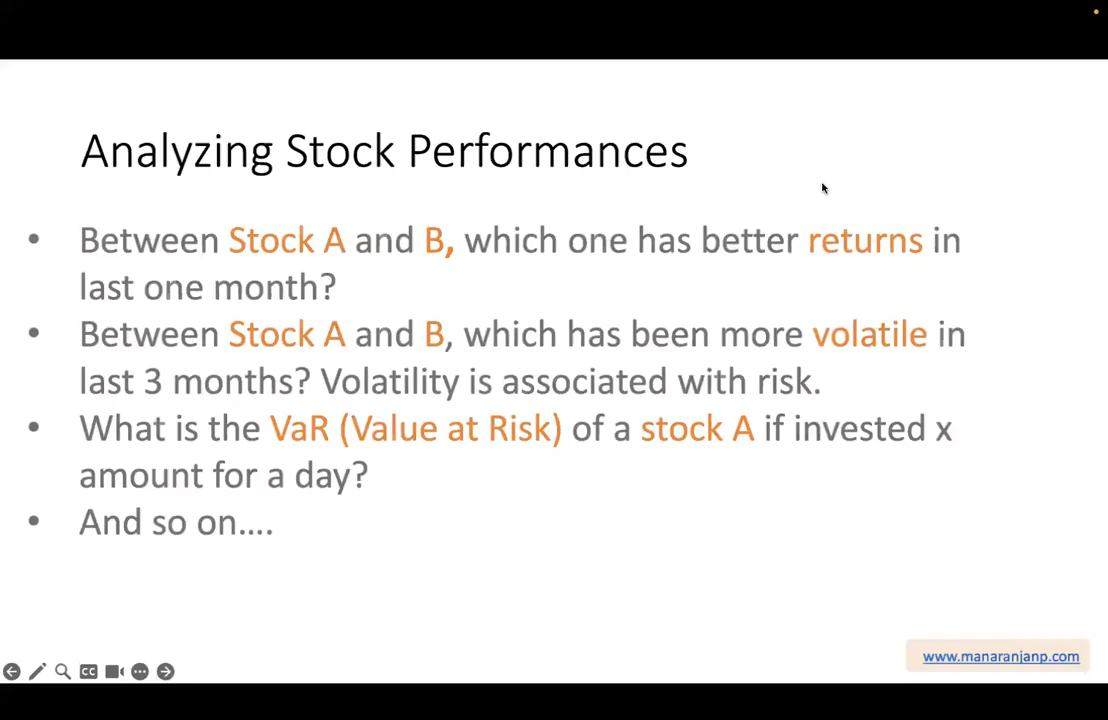 Analyzing Stock Performances
• Between Stock A and B, which one has better returns in
last one month?
• Between Stock A and B, which has been more volatile in
last 3 months? Volatility is associated with risk.
• What is the VaR (Value at Risk) of a stock A if invested x
amount for a day?
• And so on....
www.manaranjanp.com
CC